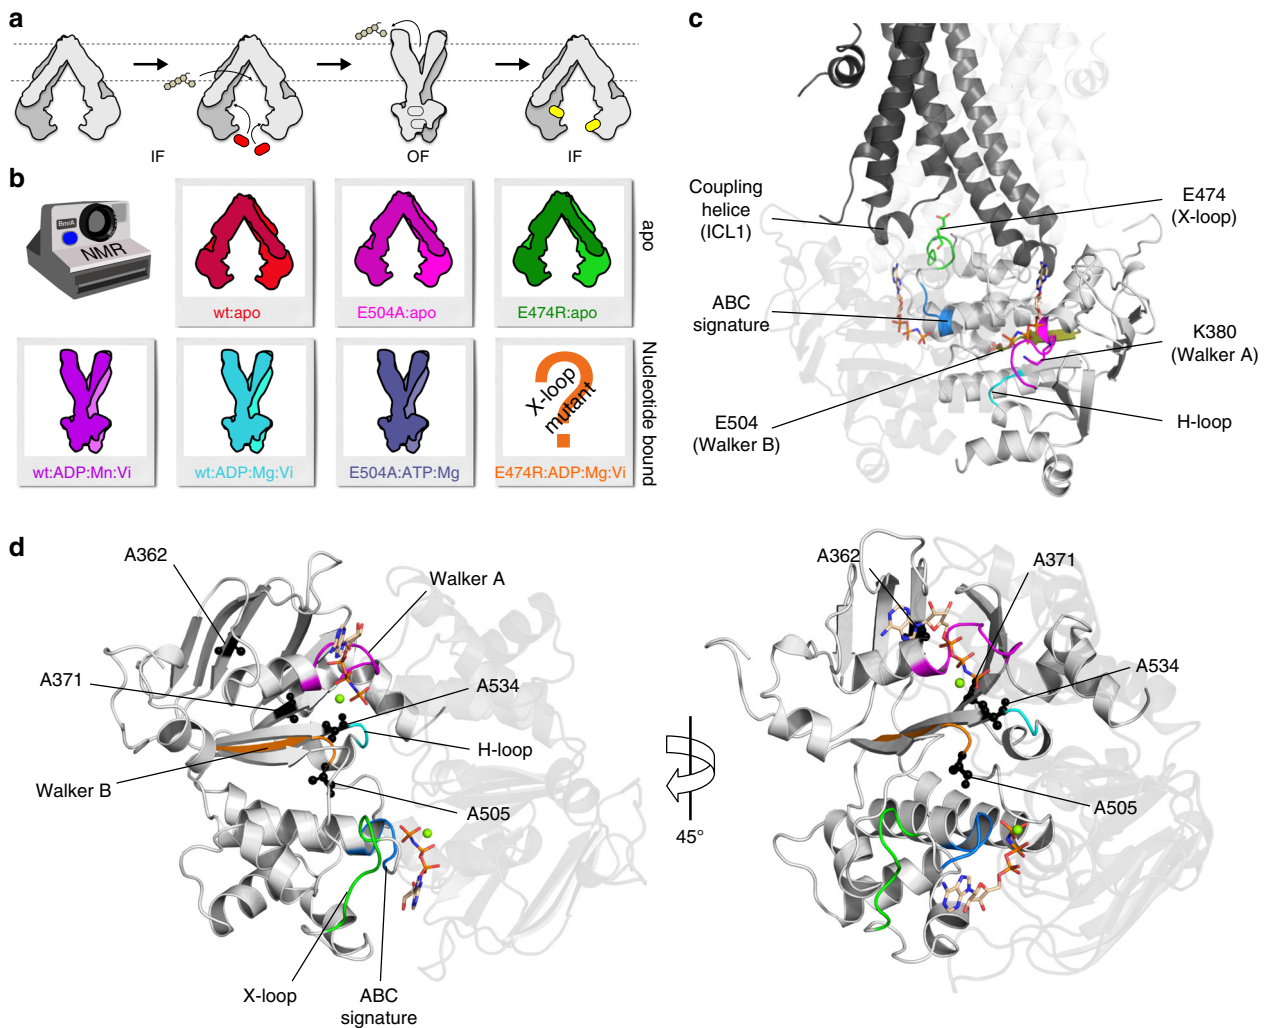 a
IF
OF
IF
b
BmrA
NMR
wt:apo
E504A:apo
E474R:apo
apo
wt:ADP:Mn:Vi
wt:ADP:Mg:Vi
E504A:ATP:Mg
?
X-loop
mutant
E474R:ADP:Mg:Vi
Nucleotide bound
c
Coupling
helice
(ICL1)
ABC
signature
E504
(Walker B)
E474
(X-loop)
K380
(Walker A)
H-loop
d
A362
Walker A
A371
A534
H-loop
Walker B
A505
X-loop
ABC
signature
45°
A362
A371
A534
A505